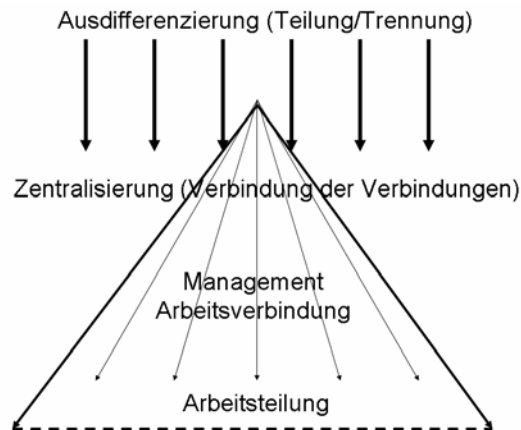 Ausdifferenzierung (Teilung/Trennung)
Zentralisierung (Verbindung der Verbindungen)
Management
Arbeitsverbindung
Arbeitsteilung